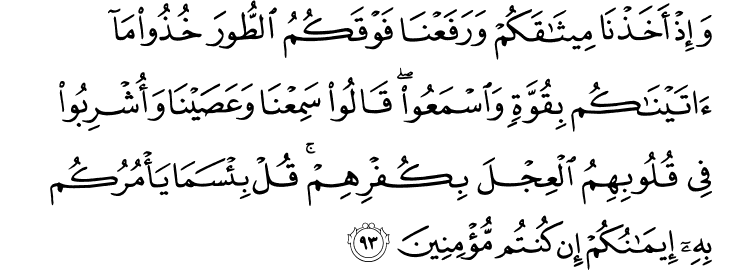 وَإِذْ أَخَذْنَا مِيثَـٰقَكُمْ وَرَفَعْنَا فَوْقَكُمُ ٱلطُّورَ خُذُوا۟ مَآ
ءَاتَيْنَـٰكُم بِقُوَّةٍ وَٱسْمَعُوا۟ ۖ قَالُوا۟ سَمِعْنَا وَعَصَيْنَا وَأُشْرِبُوا۟
فِى قُلُوبِهِمُ ٱلْعِجْلَ بِكُفْرِهِمْ ۚ قُلْ بِئْسَمَا يَأْمُرُكُم
بِهِۦٓ إِيمَـٰنُكُمْ إِن كُنتُم مُّؤْمِنِينَ ٩٣